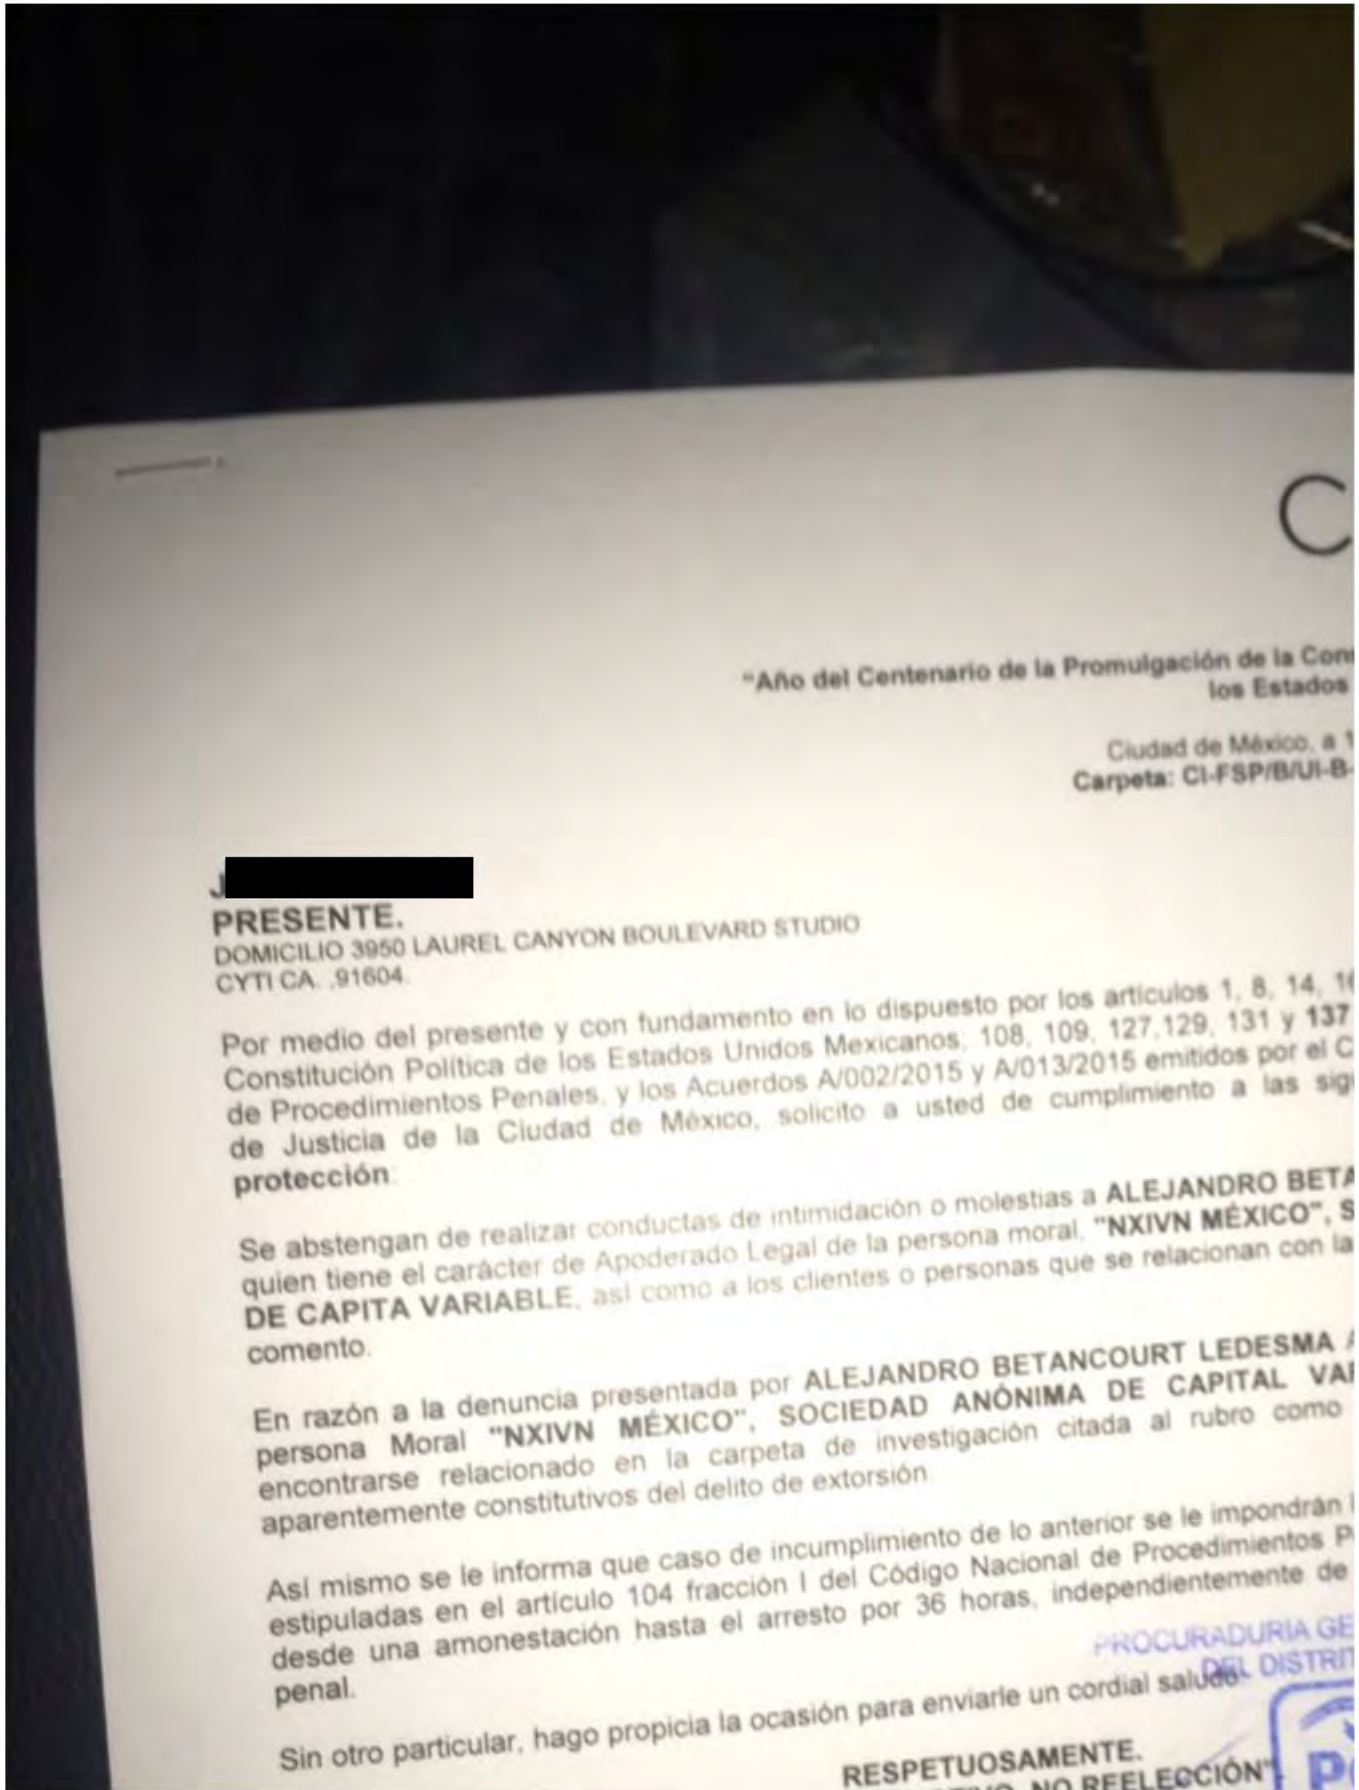 C
"Año del Centenario de la Promulgación de la Con
los Estados
Ciudad de México, a 1
Carpeta: CI-FSP/B/UI-B-
J
PRESENTE.
DOMICILIO 3950 LAUREL CANYON BOULEVARD STUDIO
CYTI CA. ,91604.
Por medio del presente y con fundamento en lo dispuesto por los artículos 1, 8, 14, 16
Constitución Política de los Estados Unidos Mexicanos, 108, 109, 127,129, 131 y 137
de Procedimientos Penales, y los Acuerdos A/002/2015 y A/013/2015 emitidos por el C
de Justicia de la Ciudad de México, solicito a usted de cumplimiento a las sig
protección:
Se abstengan de realizar conductas de intimidación o molestias a ALEJANDRO BETA
quien tiene el carácter de Apoderado Legal de la persona moral, "NXIVN MÉXICO", S
DE CAPITA VARIABLE, así como a los clientes o personas que se relacionan con la
comento.
En razón a la denuncia presentada por ALEJANDRO BETANCOURT LEDESMA A
persona Moral "NXIVN MÉXICO", SOCIEDAD ANÓNIMA DE CAPITAL VAR
encontrarse relacionado en la carpeta de investigación citada al rubro como
aparentemente constitutivos del delito de extorsión.
Así mismo se le informa que caso de incumplimiento de lo anterior se le impondrán
estipuladas en el artículo 104 fracción I del Código Nacional de Procedimientos P
desde una amonestación hasta el arresto por 36 horas, independientemente de
penal.
PROCURADURIA GE
DEL DISTRIT
Sin otro particular, hago propicia la ocasión para enviarle un cordial saludo.
RESPETUOSAMENTE.
NO REELECCIÓN"